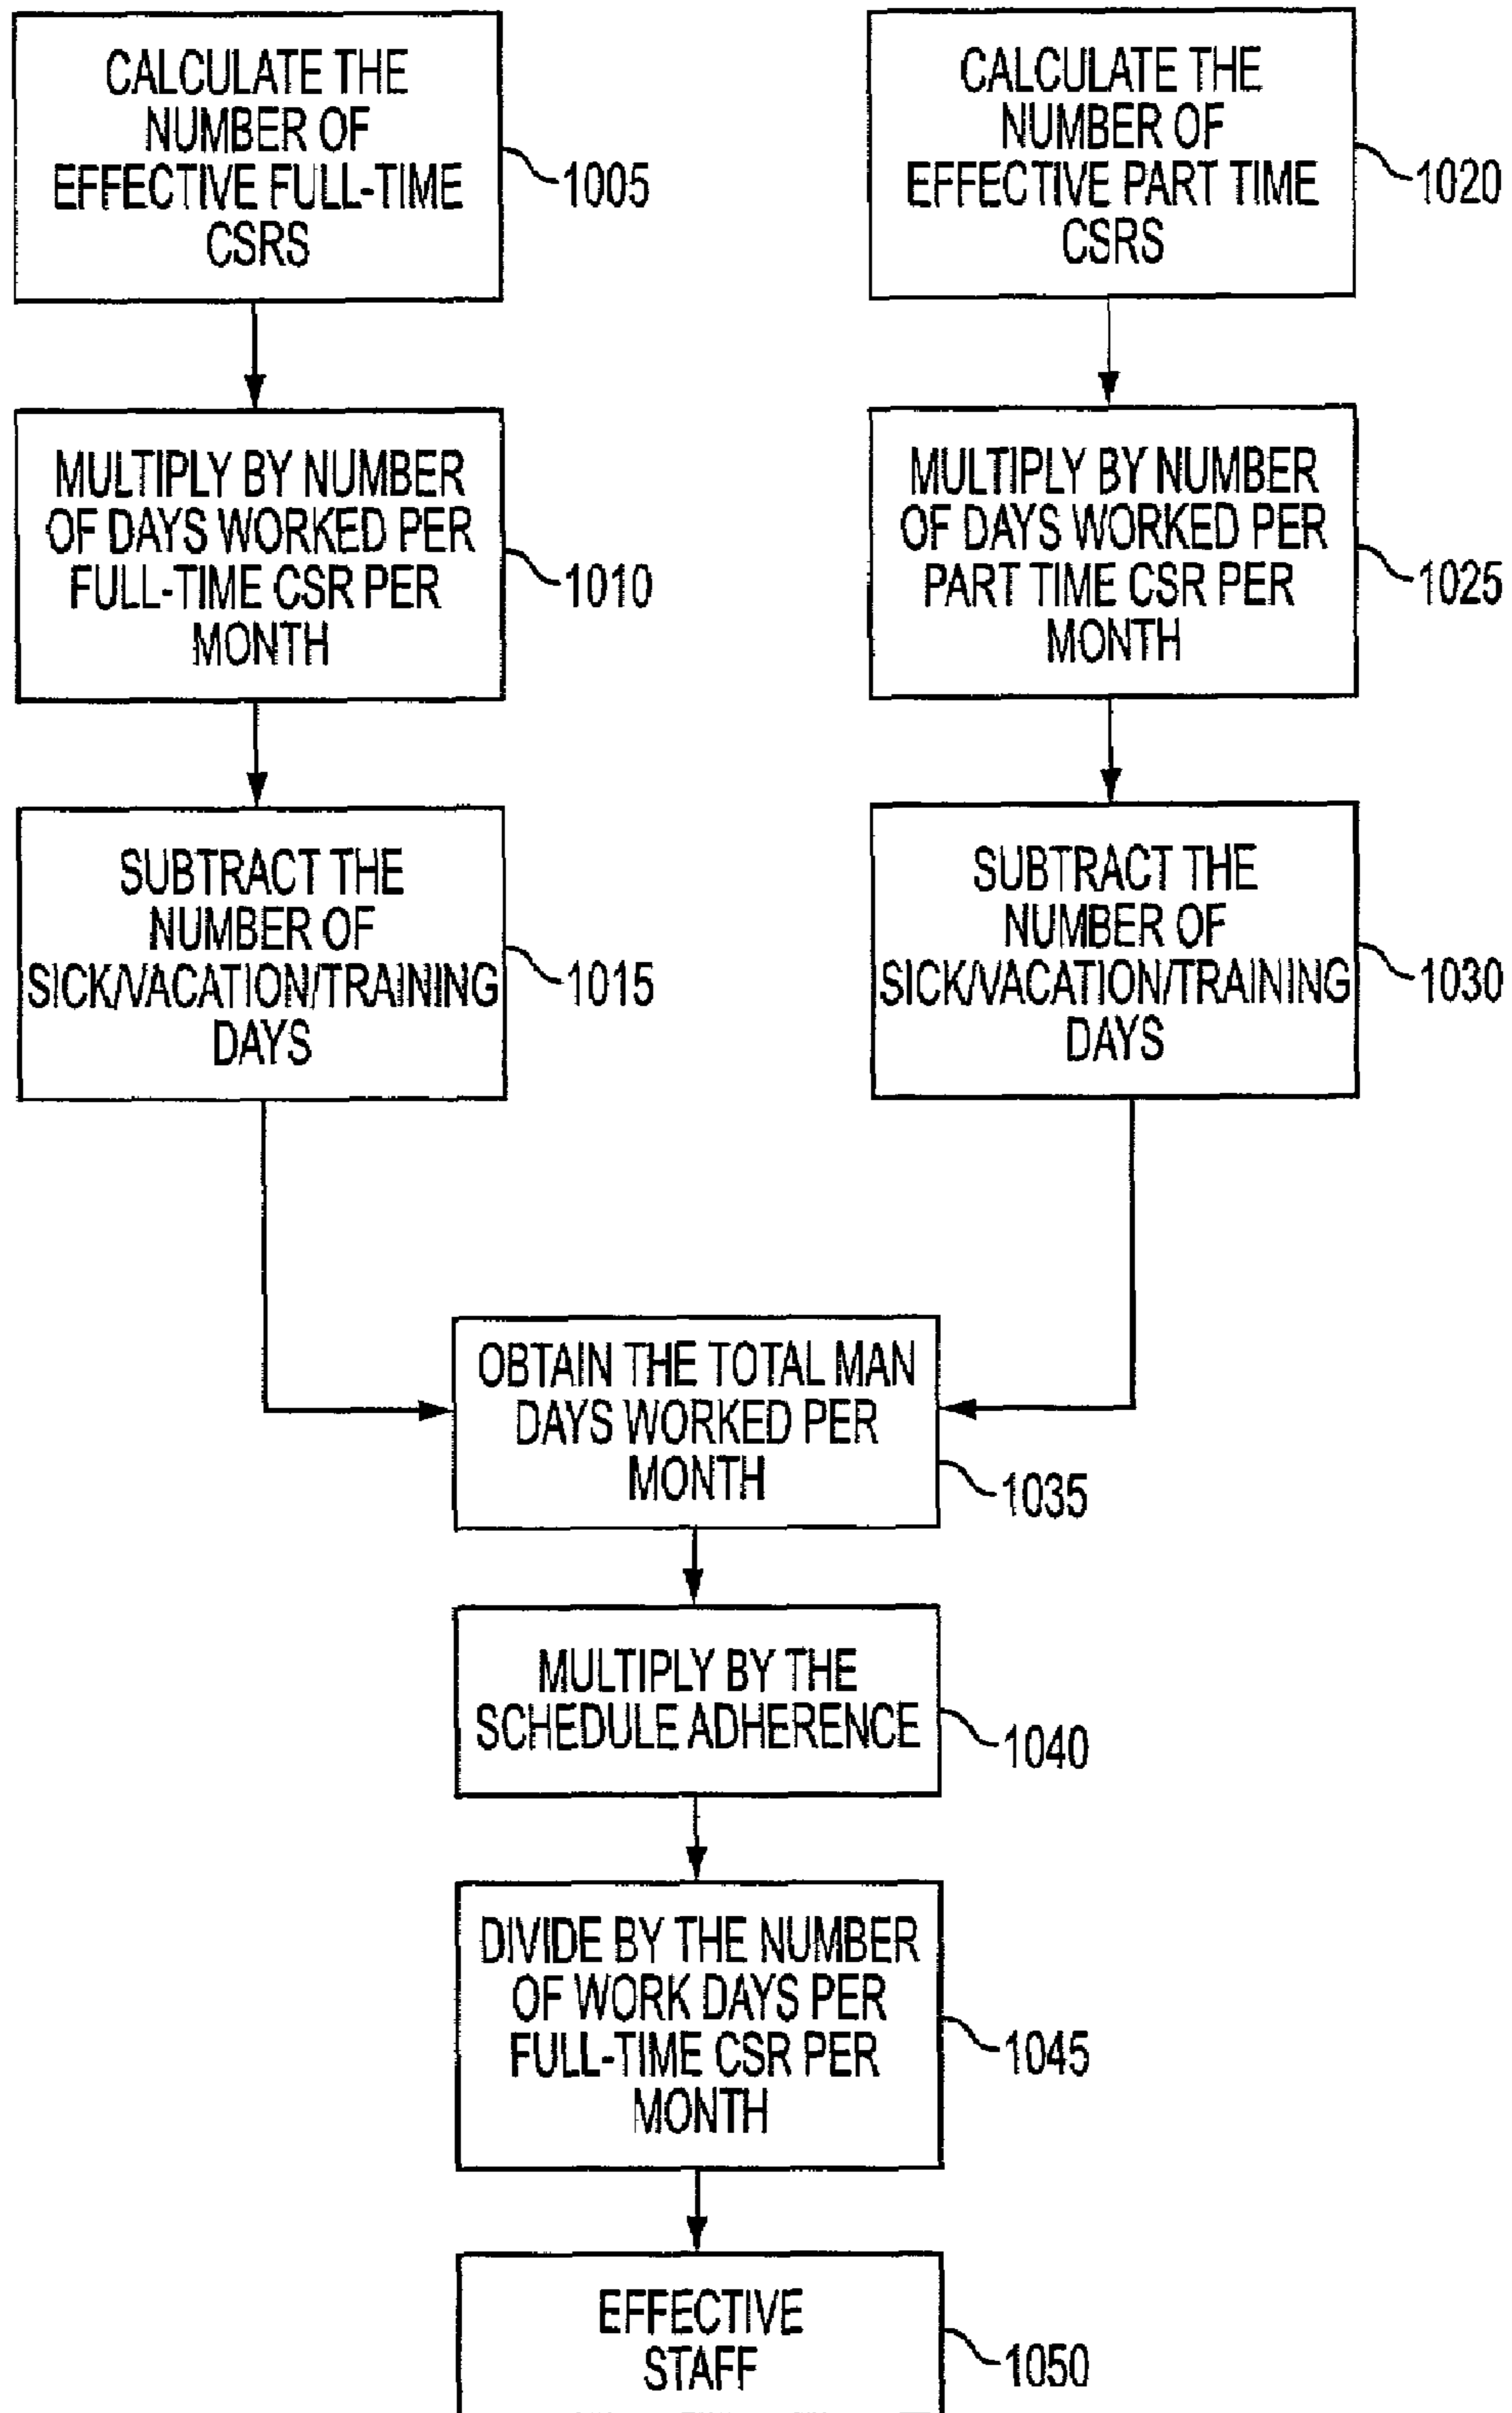 CALCULATE THE
NUMBER OF
EFFECTIVE FULL-TIME
CSRS
1005
MULTIPLY BY NUMBER
OF DAYS WORKED PER
FULL-TIME CSR PER
MONTH
1010
SUBTRACT THE
NUMBER OF
SICK/VACATION/TRAINING
DAYS
1015
CALCULATE THE
NUMBER OF
EFFECTIVE PART TIME
CSRS
1020
MULTIPLY BY NUMBER
OF DAYS WORKED PER
PART TIME CSR PER
MONTH
1025
SUBTRACT THE
NUMBER OF
SICK/VACATION/TRAINING
DAYS
1030
OBTAIN THE TOTAL MAN
DAYS WORKED PER
MONTH
1035
MULTIPLY BY THE
SCHEDULE ADHERENCE
1040
DIVIDE BY THE NUMBER
OF WORK DAYS PER
FULL-TIME CSR PER
MONTH
1045
EFFECTIVE
STAFF
1050